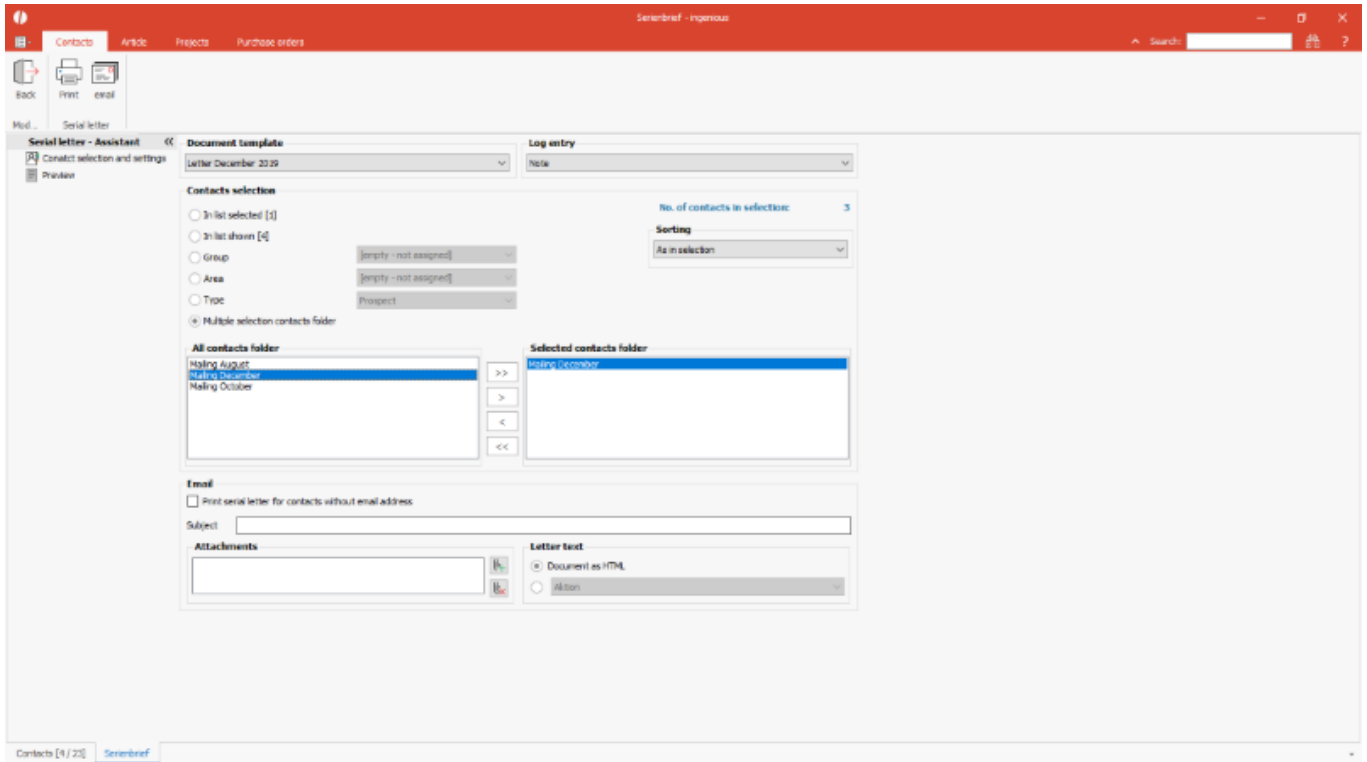 Serienbrief - ingenious
Contacts Article Projects Purchase orders Search: ?
Back Print email
Mod... Serial letter
Serial letter - Assistant
Conatct selection and settings
Preview
Document template
Letter December 2019
Log entry
Note
Contacts selection
In list selected [1]
In list shown [4]
Group [empty - not assigned]
Area [empty - not assigned]
Type Prospect
Multiple selection contacts folder
No. of contacts in selection: 3
Sorting
As in selection
All contacts folder
Mailing August
Mailing December
Mailing October
>>
>
<
<<
Selected contacts folder
Mailing December
Email
Print serial letter for contacts without email address
Subject
Attachments
Letter text
Document as HTML
Aktion
Contacts [4 / 23] Serienbrief